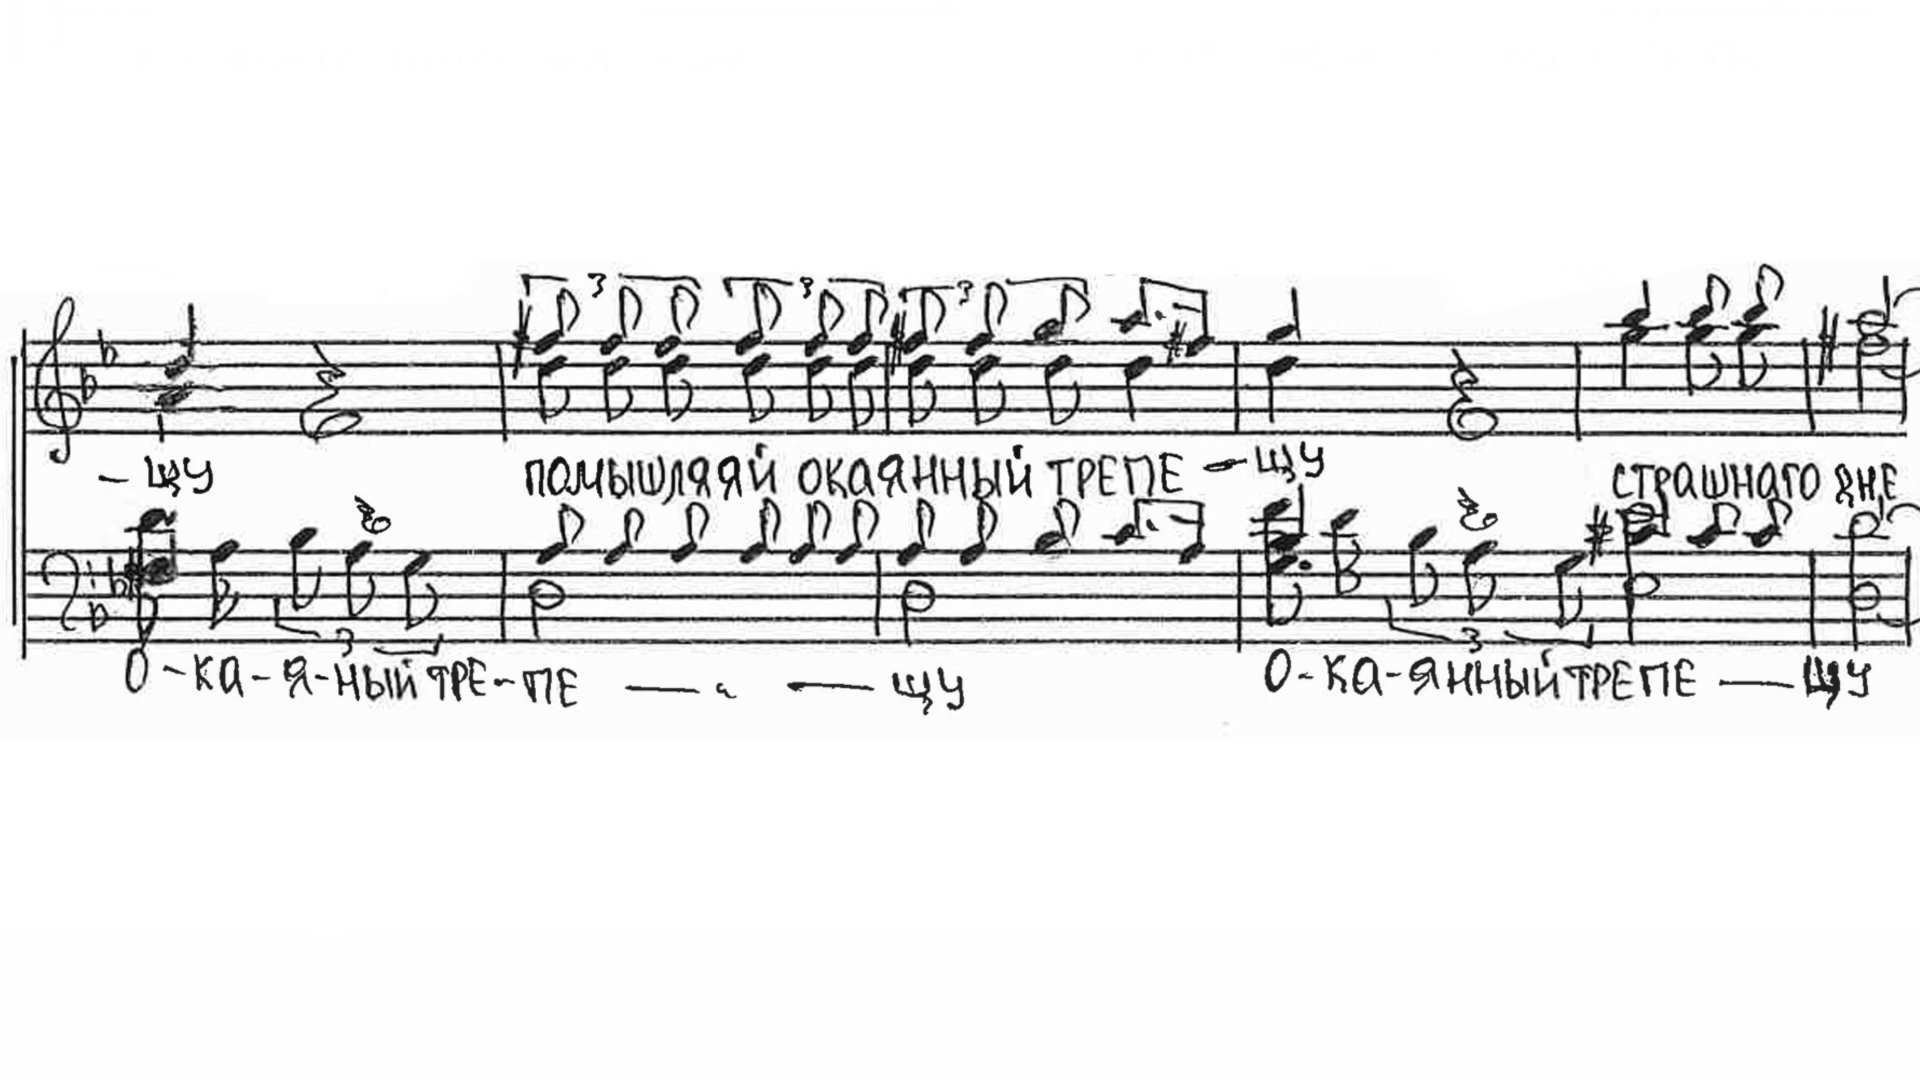 – ЩУ ПОМЫШЛЯЯЙ ОКАЯННЫЙ ТРЕПЕ – ЩУ СТРАШНАГО ДНЕ
О-КА-Я-НЫЙ ТРЕ-ПЕ — — ЩУ О-КА-ЯННЫЙ ТРЕПЕ — ЩУ